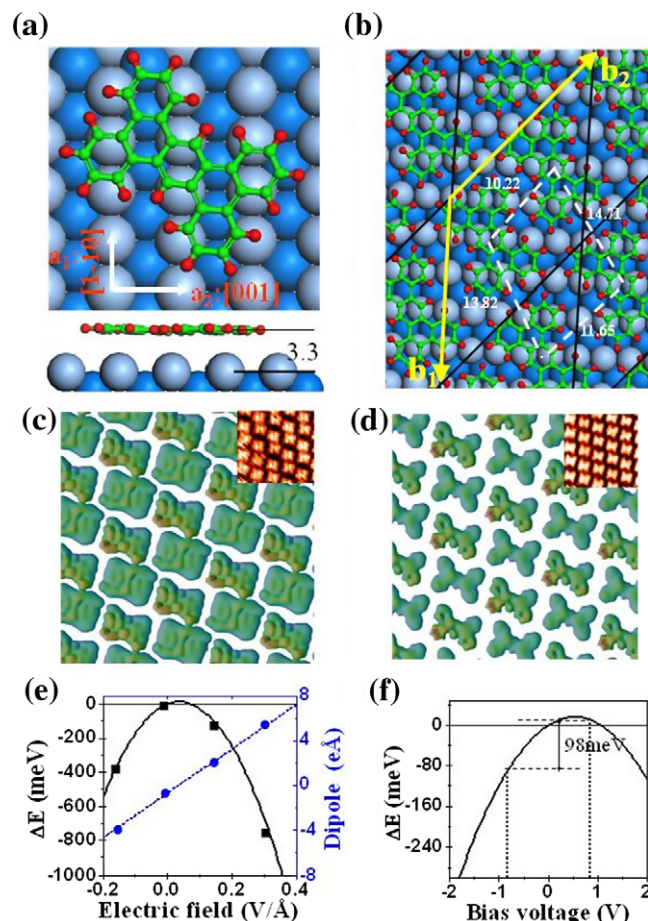 (a)
(b)
a₁:[1-10]
a₂:[001]
3.3
b₂
10.22
14.71
13.82
11.65
b₁
(c)
(d)
(e)
(f)
0
-200
-400
-600
-800
-1000
ΔE (meV)
8
4
0
-4
-8
Dipole (eÅ)
-0.2 0.0 0.2 0.4
Electric field (V/Å)
0
-80
-160
-240
ΔE (meV)
98meV
-2 -1 0 1 2
Bias voltage (V)